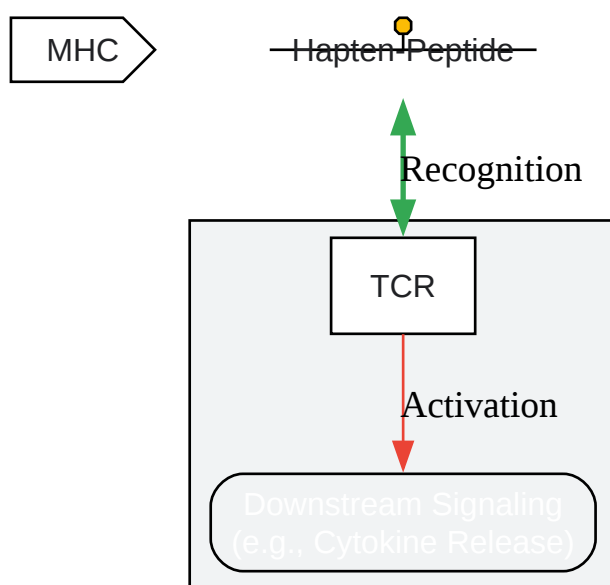 MHC
Hapten-Peptide
Recognition
TCR
Activation
Downstream Signaling
(e.g., Cytokine Release)